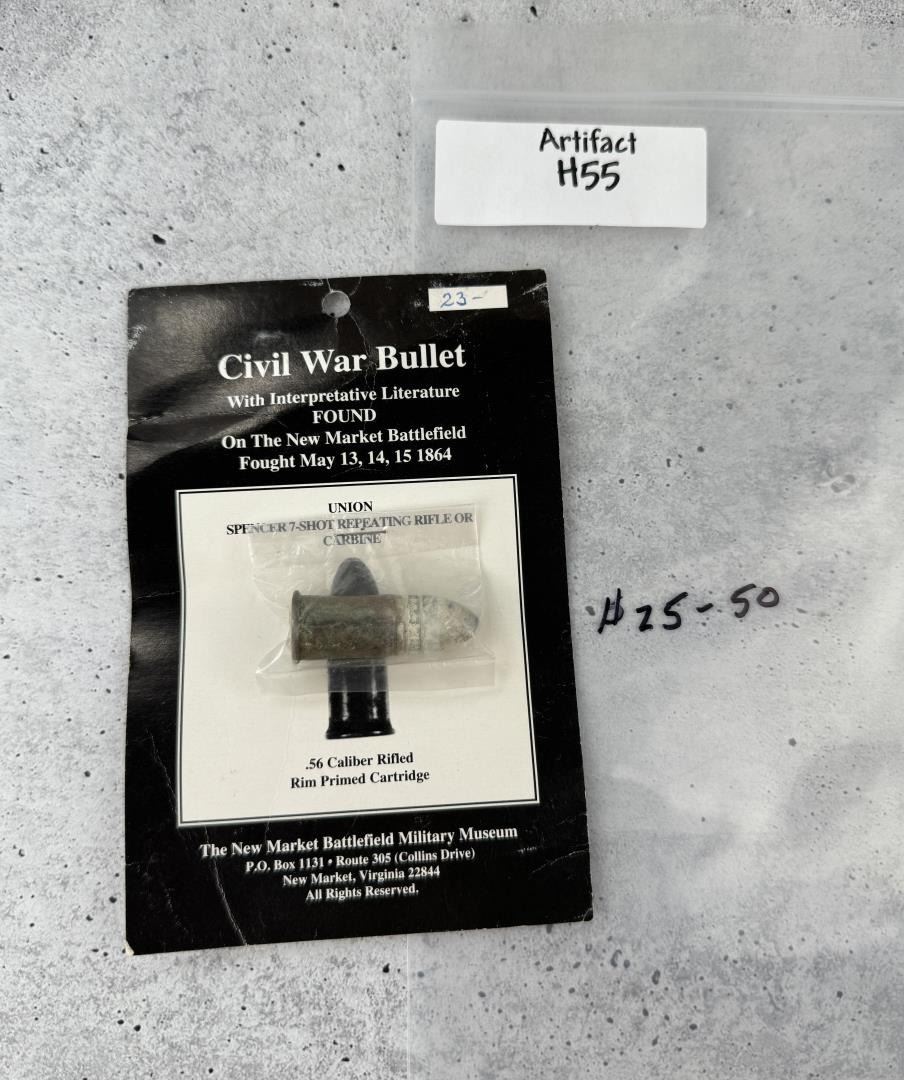 Artifact
H55
23-
Civil War Bullet
With Interpretative Literature
FOUND
On The New Market Battlefield
Fought May 13, 14, 15 1864
UNION
SPENCER 7-SHOT REPEATING RIFLE OR
CARBINE
$25-50
.56 Caliber Rifled
Rim Primed Cartridge
The New Market Battlefield Military Museum
P.O. Box 1131 • Route 305 (Collins Drive)
New Market, Virginia 22844
All Rights Reserved.